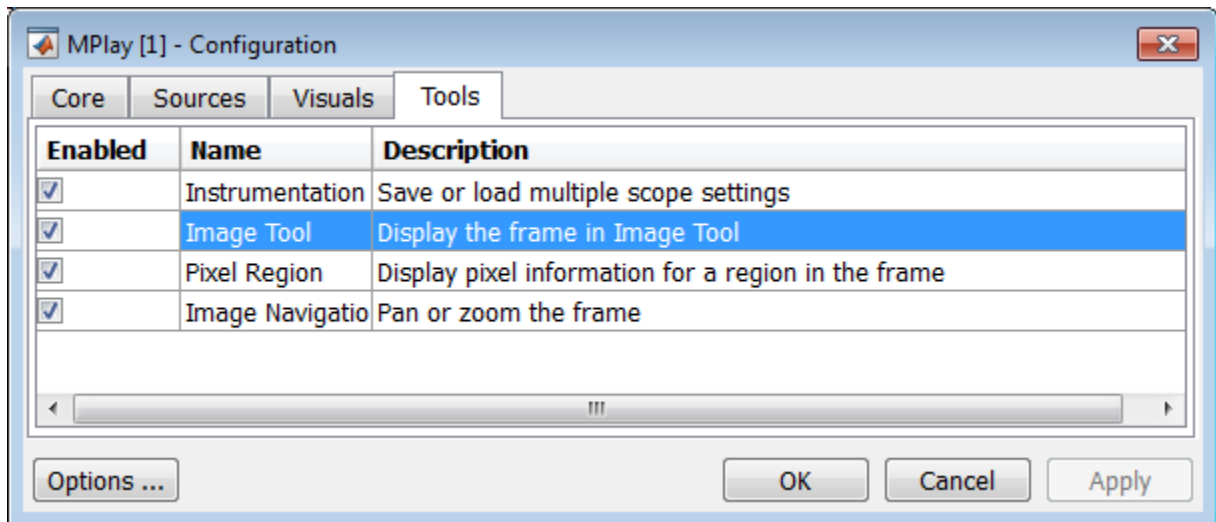 MPlay [1] - Configuration
Core Sources Visuals Tools
Enabled Name Description
Instrumentation Save or load multiple scope settings
Image Tool Display the frame in Image Tool
Pixel Region Display pixel information for a region in the frame
Image Navigatio Pan or zoom the frame
Options ... OK Cancel Apply